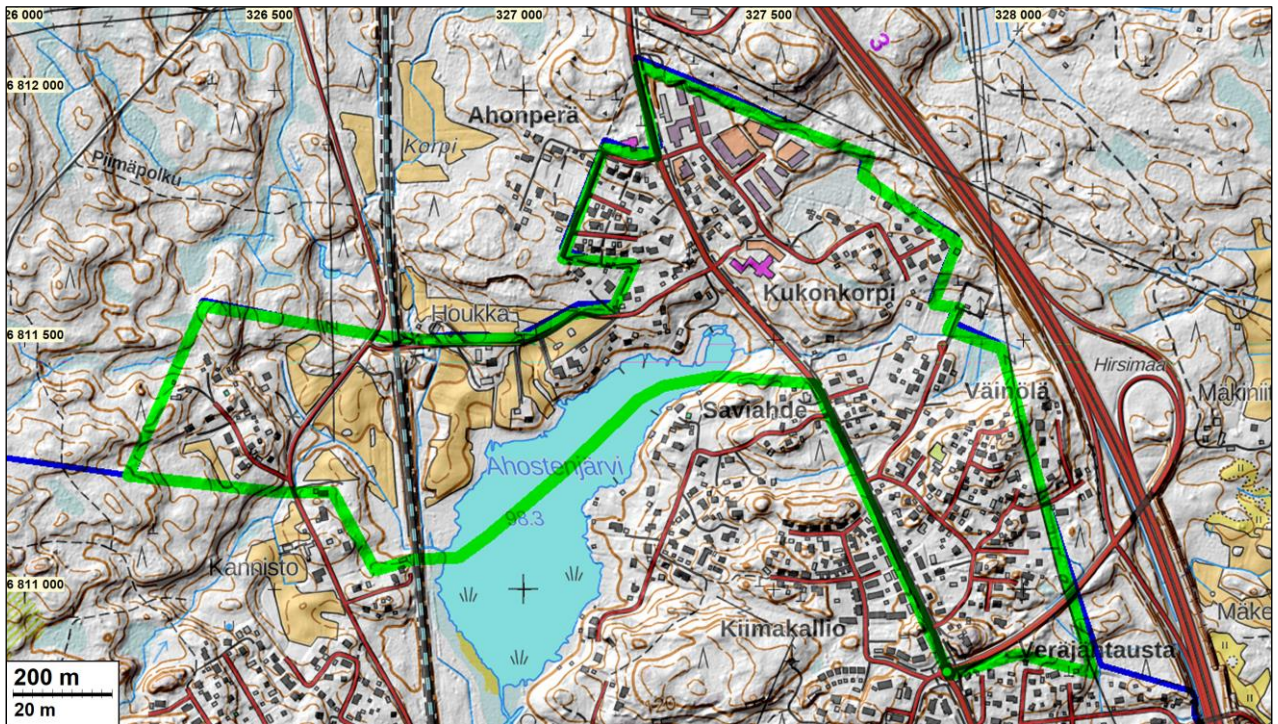 26 000
326 500
327 000
327 500
328 000
3
6 812 000
Ahonperä
Korpi
Piimäpolku
Kukonkorpi
Houkka
6 811 500
Hirsimaa
Väinölä
Mäkiniit
Saviahde
Ahostenjärvi
98.3
Kannisto
6 811 000
Mäke
Kiimakallio
Veräjäntausta
200 m
20 m